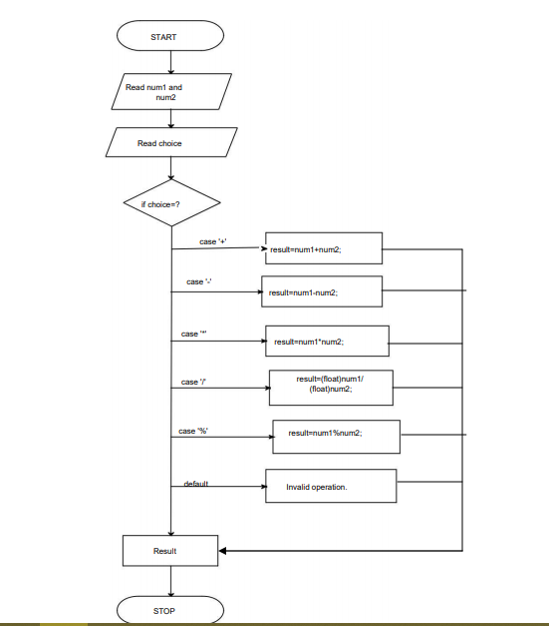 START
Read num1 and
num2
Read choice
if choice=?
case '+'
result=num1+num2;
case '-'
result=num1-num2;
case '*'
result=num1*num2;
case '/'
result=(float)num1/
(float)num2;
case '%'
result=num1%num2;
default
Invalid operation.
Result
STOP